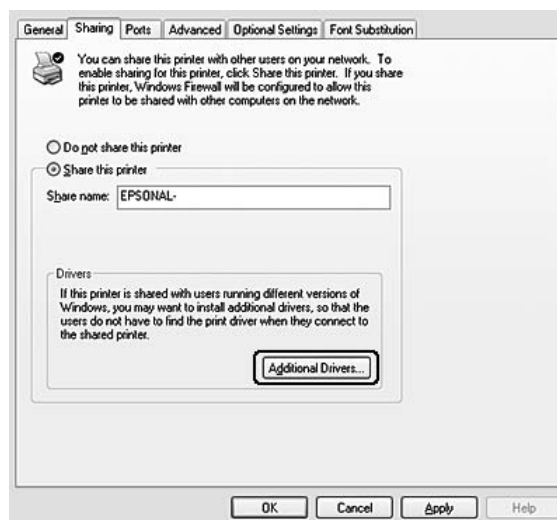 General Sharing Ports Advanced Optional Settings Font Substitution
You can share this printer with other users on your network. To
enable sharing for this printer, click Share this printer. If you share
this printer, Windows Firewall will be configured to allow this
printer to be shared with other computers on the network.
Do not share this printer
Share this printer
Share name: EPSONAL-
Drivers
If this printer is shared with users running different versions of
Windows, you may want to install additional drivers, so that the
users do not have to find the print driver when they connect to
the shared printer.
Additional Drivers...
OK Cancel Apply Help